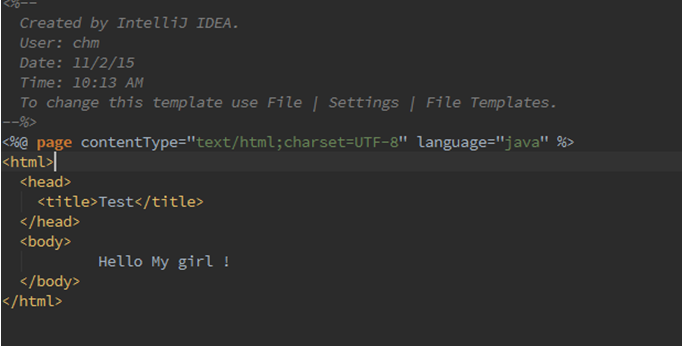 <%--
  Created by IntelliJ IDEA.
  User: chm
  Date: 11/2/15
  Time: 10:13 AM
  To change this template use File | Settings | File Templates.
--%>
<%@ page contentType="text/html;charset=UTF-8" language="java" %>
<html>
  <head>
    <title>Test</title>
  </head>
  <body>
          Hello My girl !
  </body>
</html>